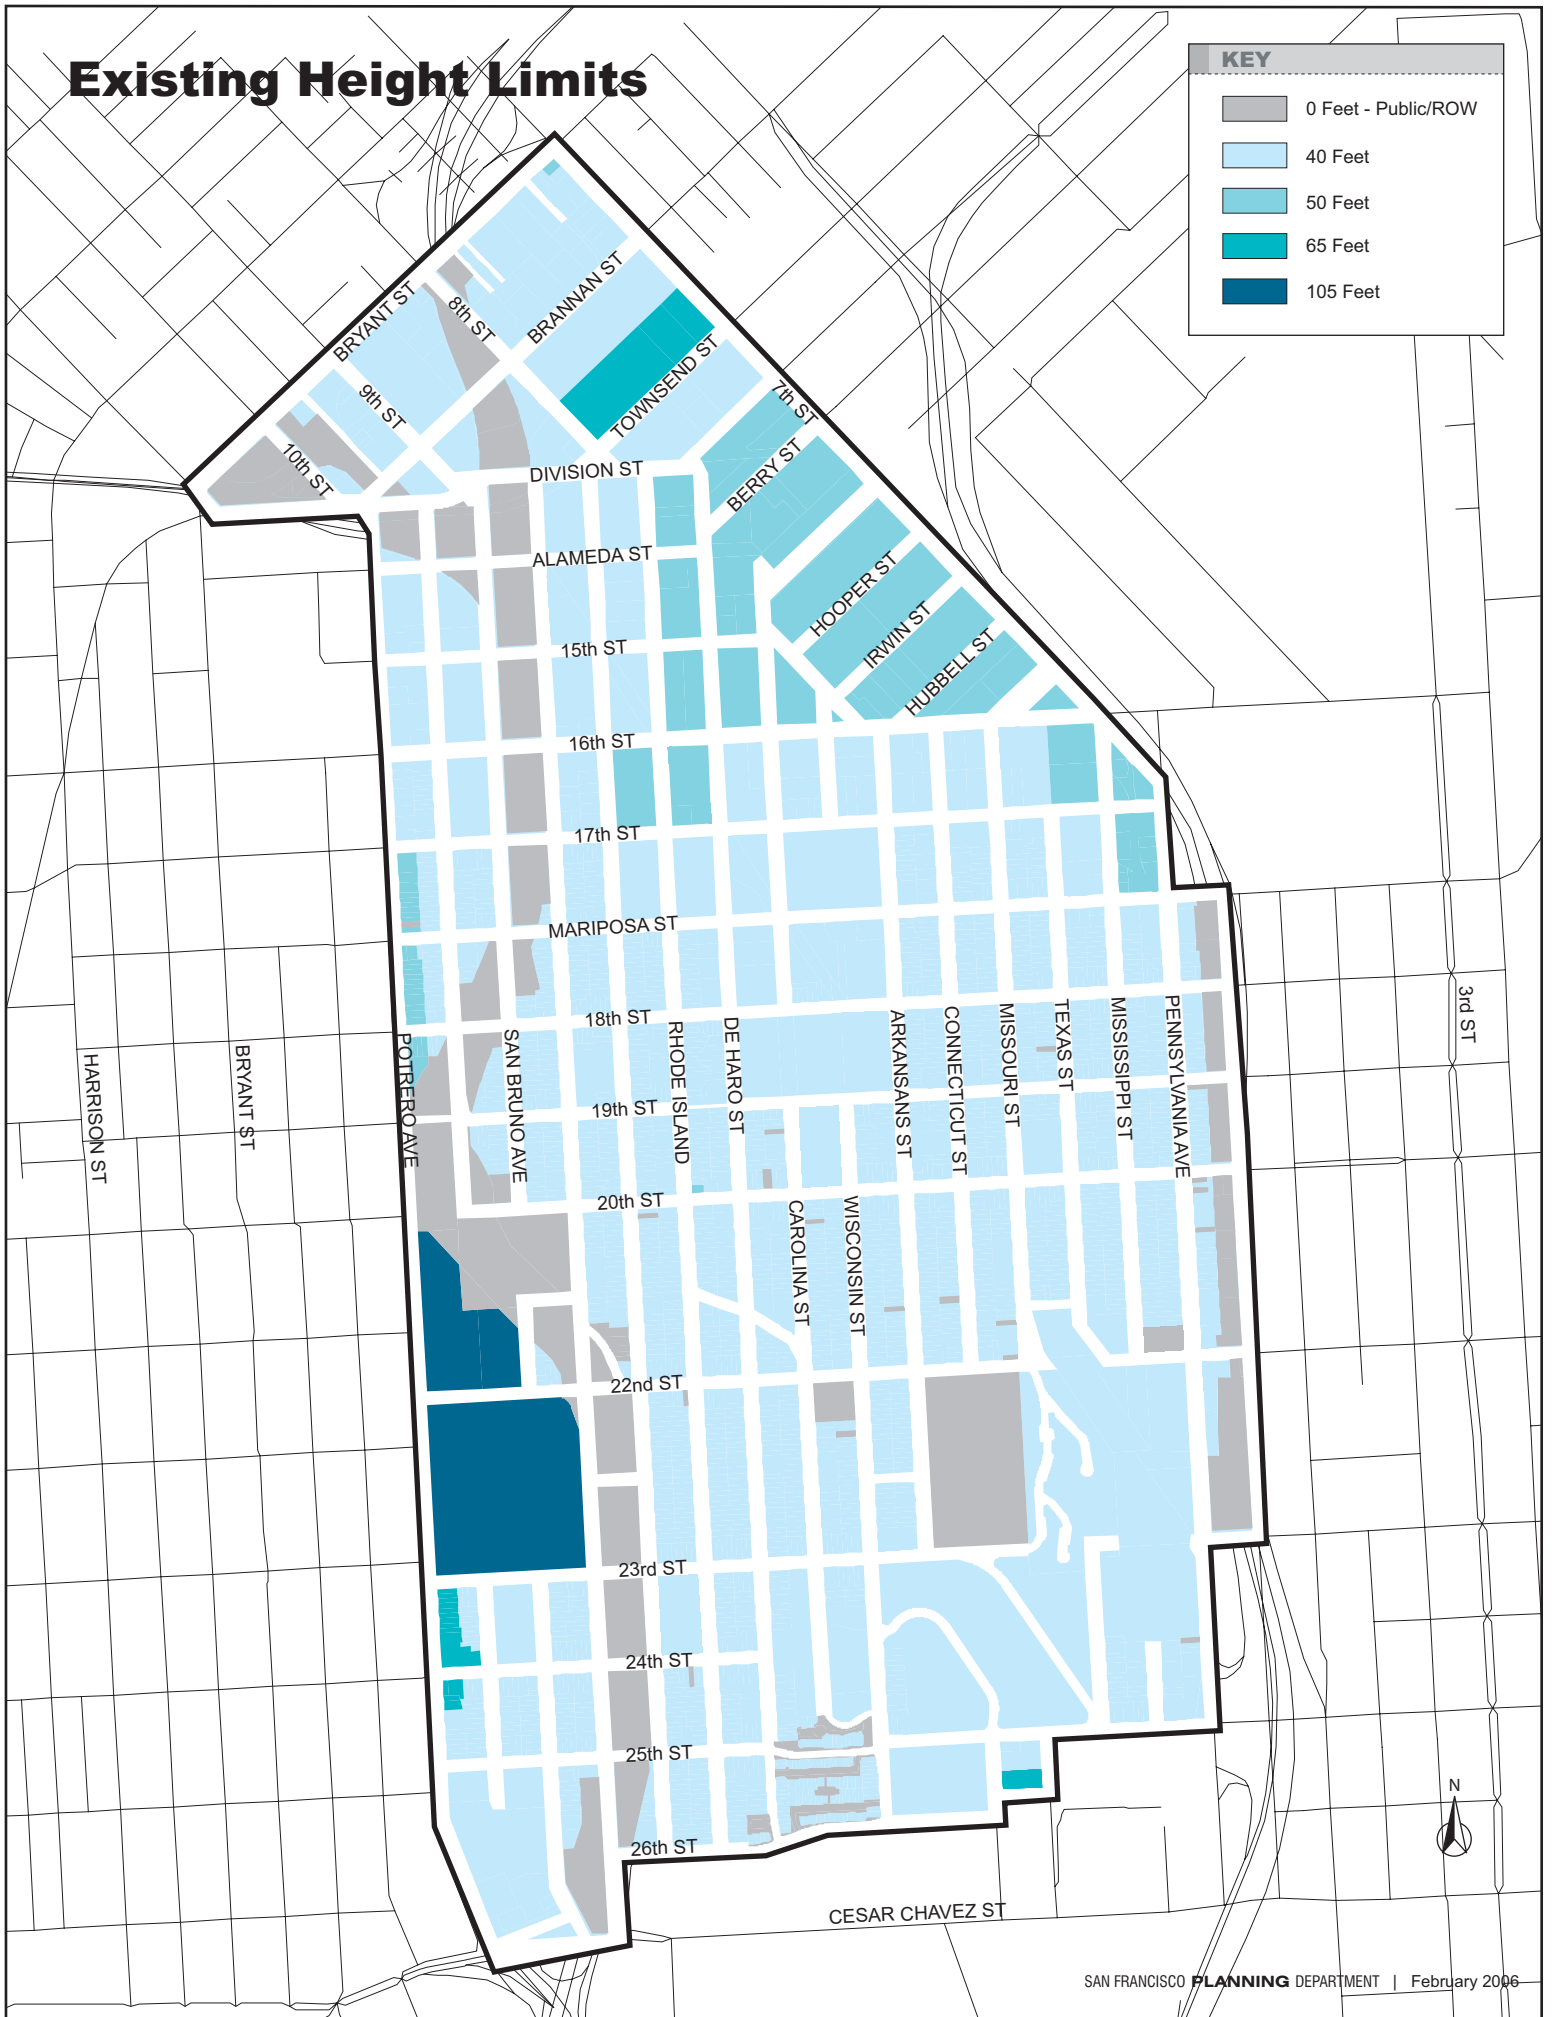 Existing Height Limits
KEY
0 Feet - Public/ROW
40 Feet
50 Feet
65 Feet
105 Feet
BRYANT ST
8th ST
BRANNAN ST
9th ST
TOWNSEND ST
7th ST
10th ST
DIVISION ST
BERRY ST
ALAMEDA ST
HOOPER ST
IRWIN ST
HUBBELL ST
15th ST
16th ST
17th ST
MARIPOSA ST
18th ST
HARRISON ST
BRYANT ST
POTRERO AVE
SAN BRUNO AVE
RHODE ISLAND
DE HARO ST
ARKANSANS ST
CONNECTICUT ST
MISSOURI ST
TEXAS ST
MISSISSIPPI ST
PENNSYLVANIA AVE
3rd ST
19th ST
20th ST
CAROLINA ST
WISCONSIN ST
22nd ST
23rd ST
24th ST
25th ST
26th ST
N
CESAR CHAVEZ ST
SAN FRANCISCO PLANNING DEPARTMENT | February 2006